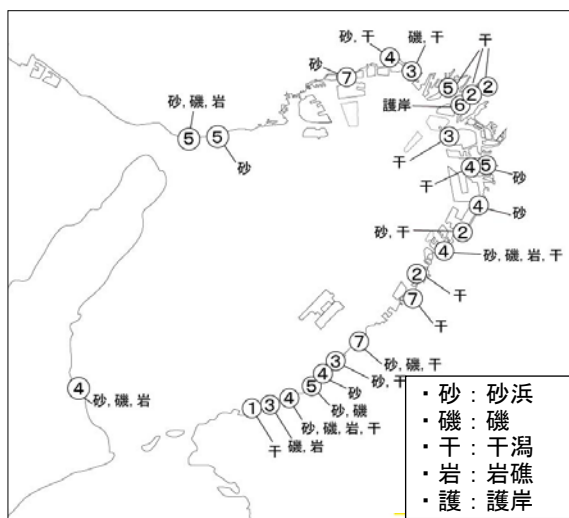 砂, 干
④
磯, 干
③
干
砂
⑦
⑤
②
②
護岸
⑥
砂, 磯, 岩
⑤
⑤
砂
③
干
④
⑤
干
砂
④
砂
砂, 干
②
④
砂, 磯, 岩, 干
②
干
⑦
干
⑦
砂, 磯, 干
③
砂, 干
④
砂
⑤
砂, 磯
④
砂, 磯, 岩, 干
③
磯, 岩
①
干
④
砂, 磯, 岩
・砂：砂浜
・磯：磯
・干：干潟
・岩：岩礁
・護：護岸